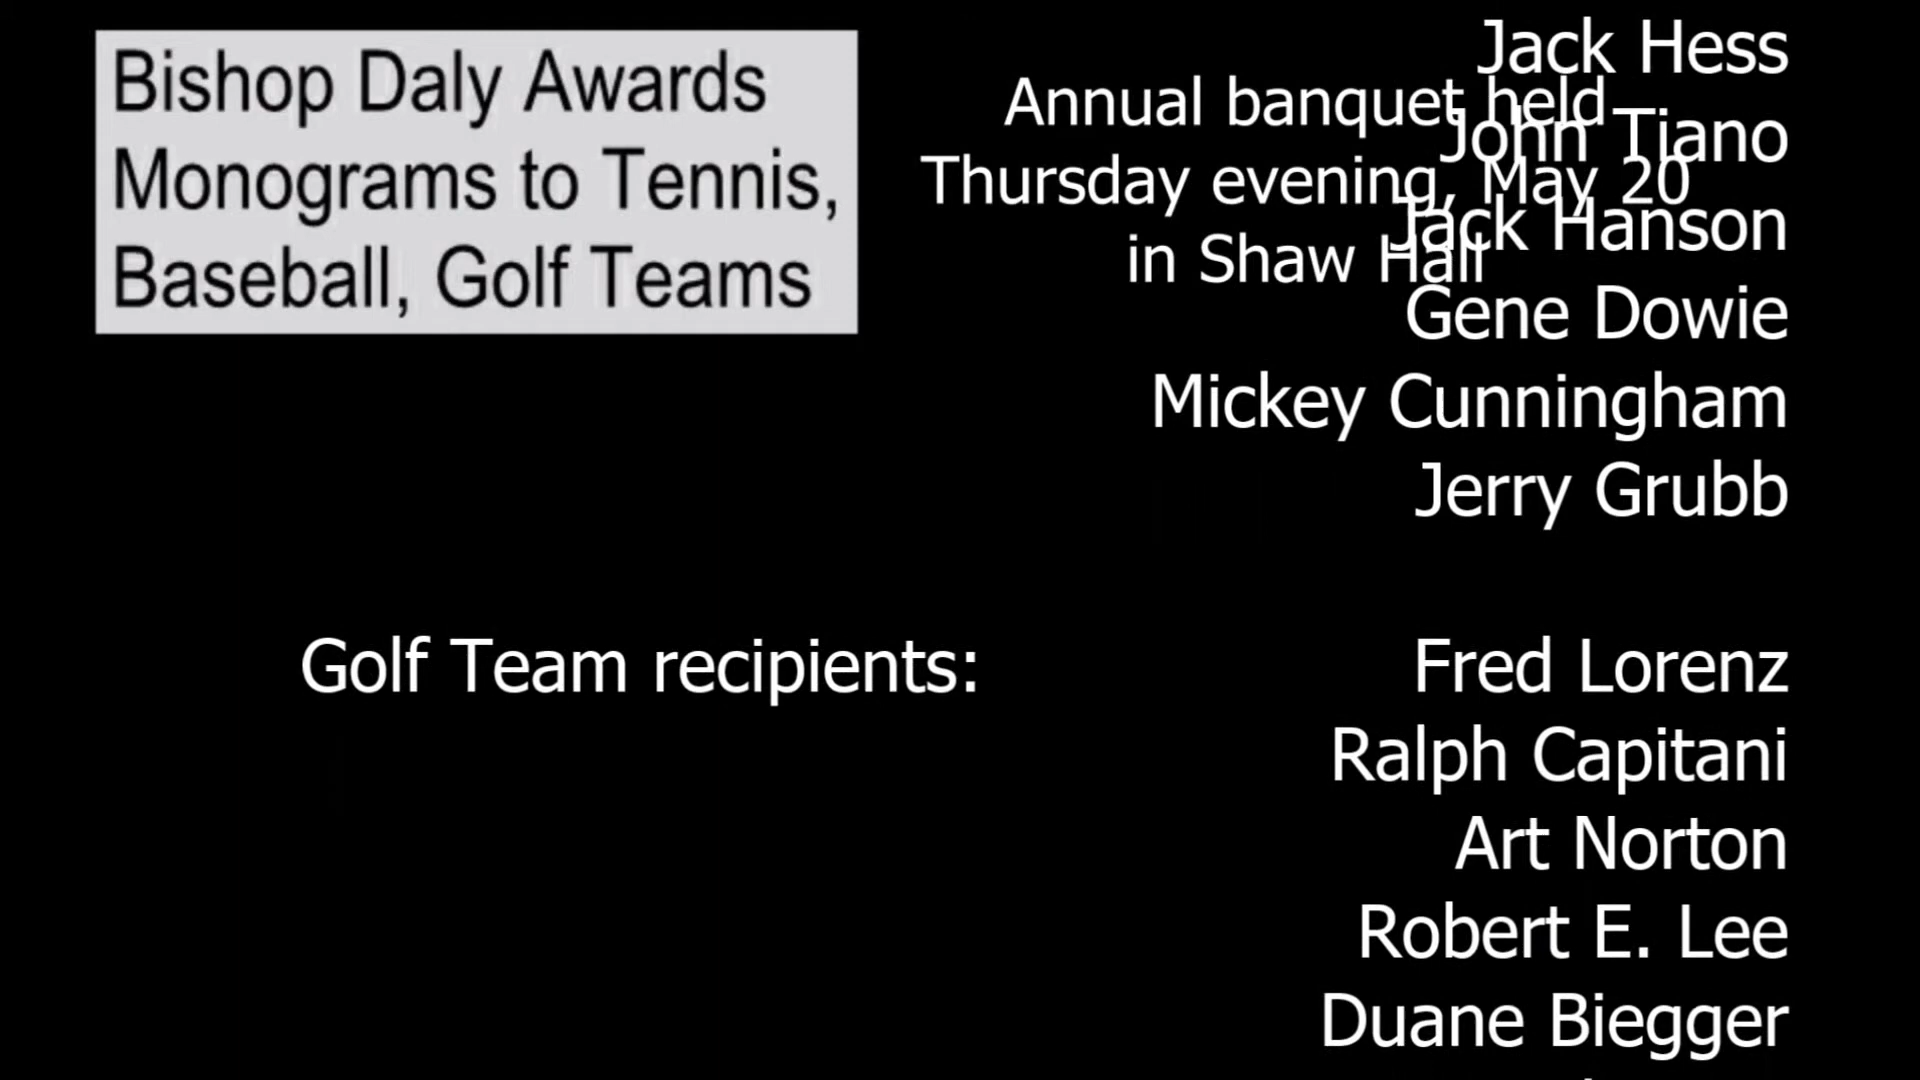 Bishop Daly Awards
Monograms to Tennis,
Baseball, Golf Teams
Annual banquet held
Thursday evening, May 20
in Shaw Hall
Jack Hess
John Tiano
Jack Hanson
Gene Dowie
Mickey Cunningham
Jerry Grubb
Golf Team recipients:
Fred Lorenz
Ralph Capitani
Art Norton
Robert E. Lee
Duane Biegger